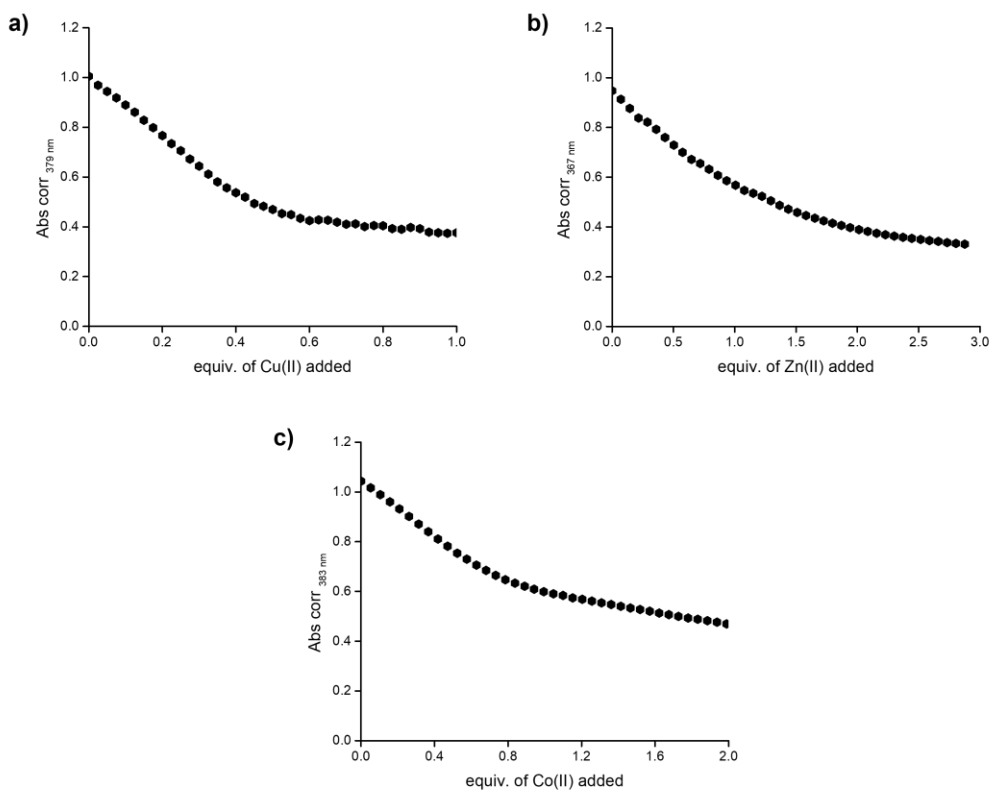 a)
1.2
1.0
0.8
0.6
0.4
0.2
0.0
Abs corr 379 nm
0.0 0.2 0.4 0.6 0.8 1.0
equiv. of Cu(II) added
b)
1.2
1.0
0.8
0.6
0.4
0.2
0.0
Abs corr 367 nm
0.0 0.5 1.0 1.5 2.0 2.5 3.0
equiv. of Zn(II) added
c)
1.2
1.0
0.8
0.6
0.4
0.2
0.0
Abs corr 383 nm
0.0 0.4 0.8 1.2 1.6 2.0
equiv. of Co(II) added